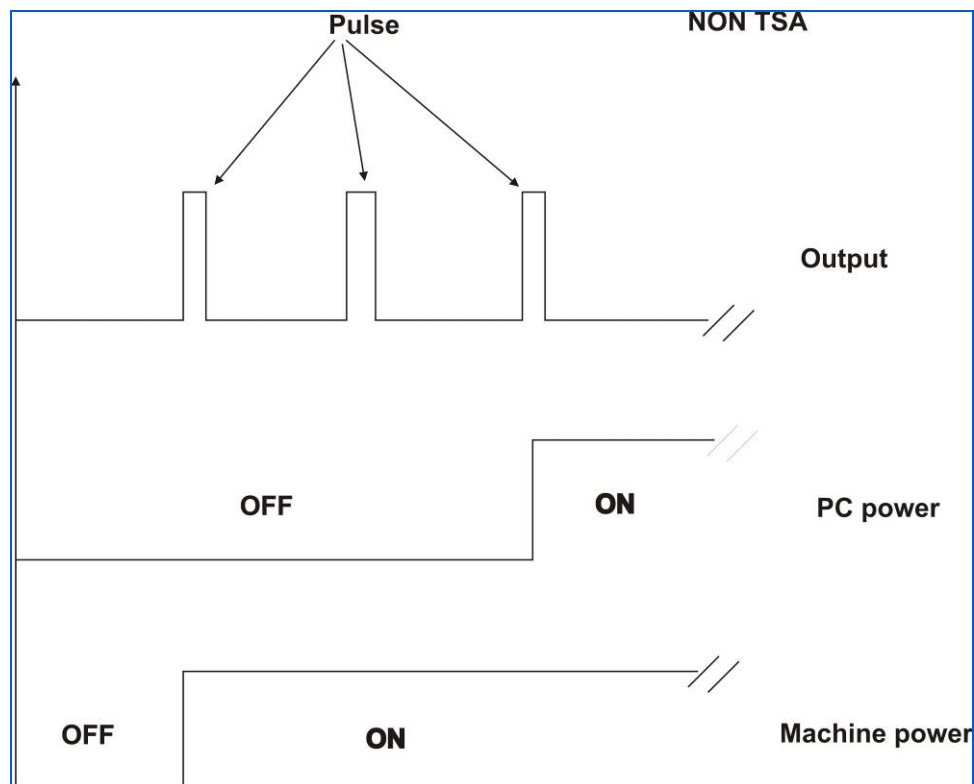 Pulse
NON TSA
Output
OFF
ON
PC power
OFF
ON
Machine power